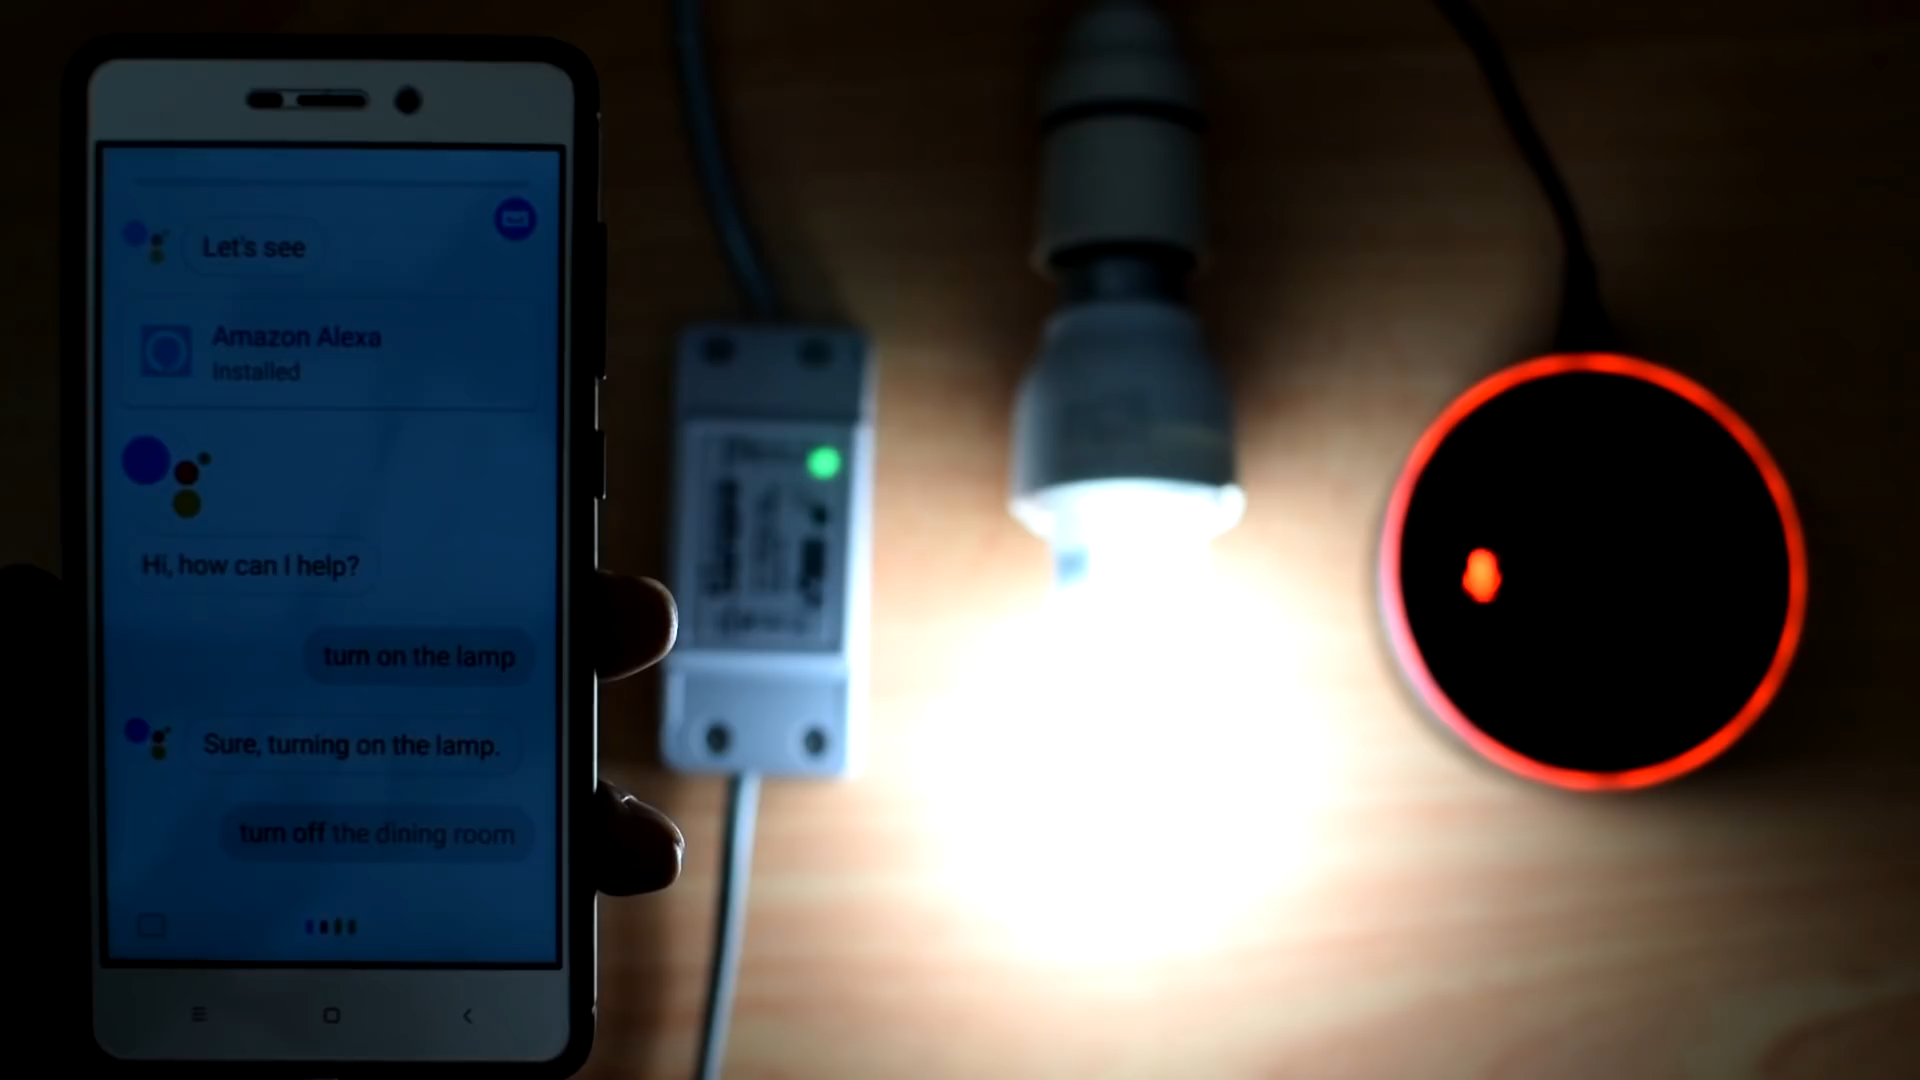 Let's see
Amazon Alexa
Installed
Hi, how can I help?
turn on the lamp
Sure, turning on the lamp.
turn off the dining room